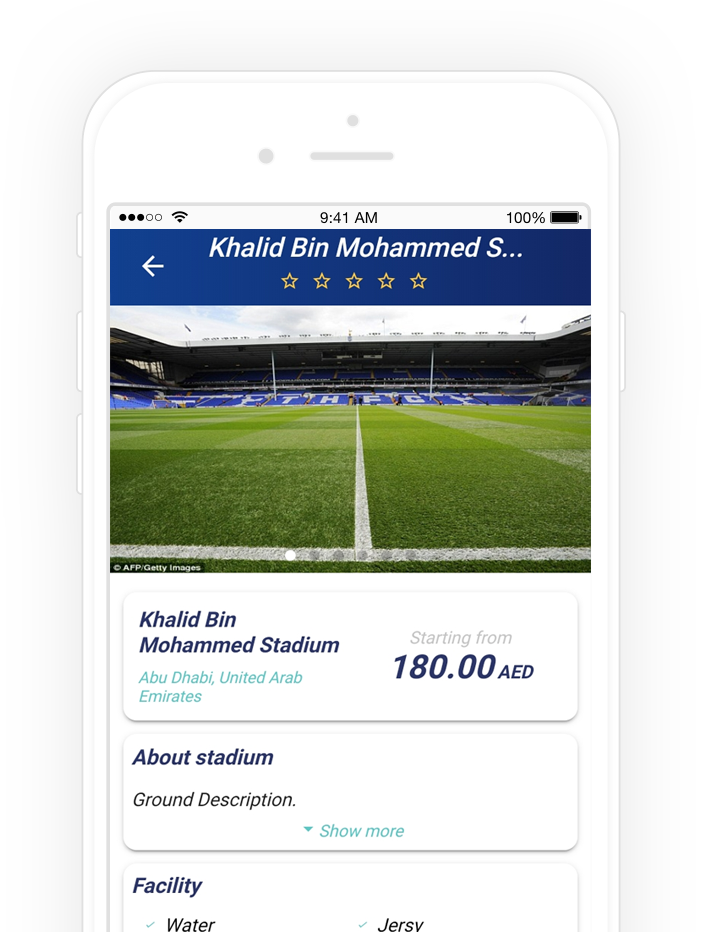 9:41 AM
100%
Khalid Bin Mohammed S...
THFC
© AFP/Getty Images
Khalid Bin
Mohammed Stadium
Abu Dhabi, United Arab
Emirates
Starting from
180.00 AED
About stadium
Ground Description.
Show more
Facility
Water
Jersy